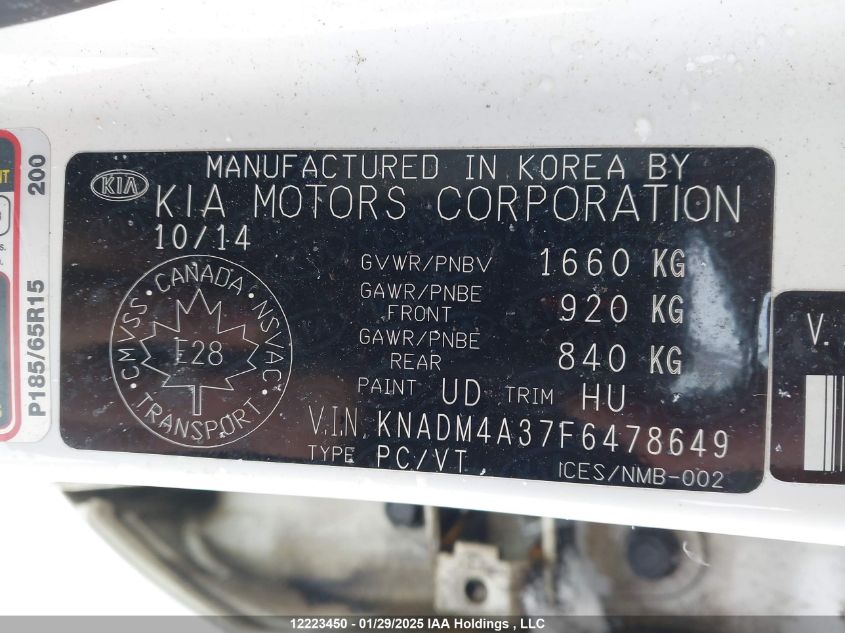 MANUFACTURED IN KOREA BY
KIA
KIA MOTORS CORPORATION
10/14
GVWR/PNBV 1660 KG
GAWR/PNBE FRONT 920 KG
GAWR/PNBE REAR 840 KG
PAINT UD TRIM HU
V.I.N. KNADM4A37F6478649
TYPE PC/VT
ICES/NMB-002
CMVSS · CANADA · NSVAC · TRANSPORT
E28
P185/65R15
200
V.
12223450 - 01/29/2025 IAA Holdings , LLC